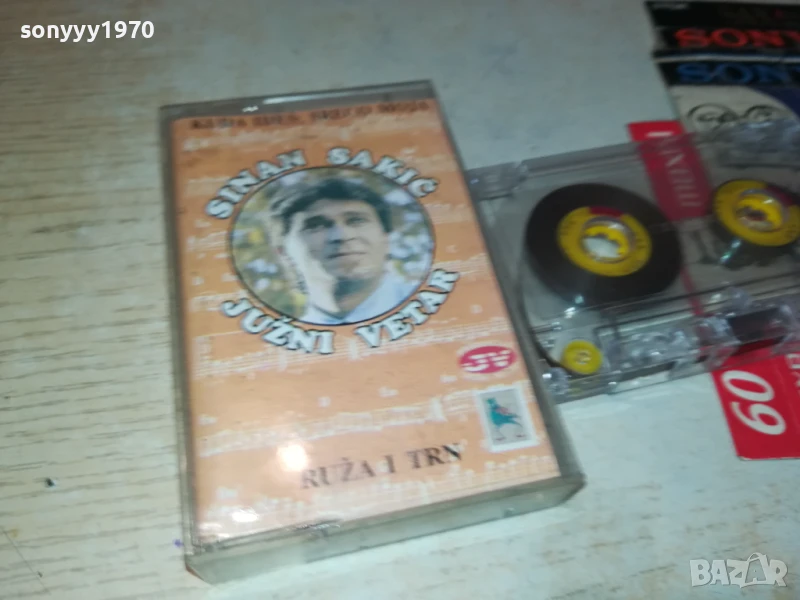 sonyyy1970
SINAN SAKIĆ
JUŽNI VETAR
JV
RUŽA I TRN
SONY
SONY
60
BAZAR